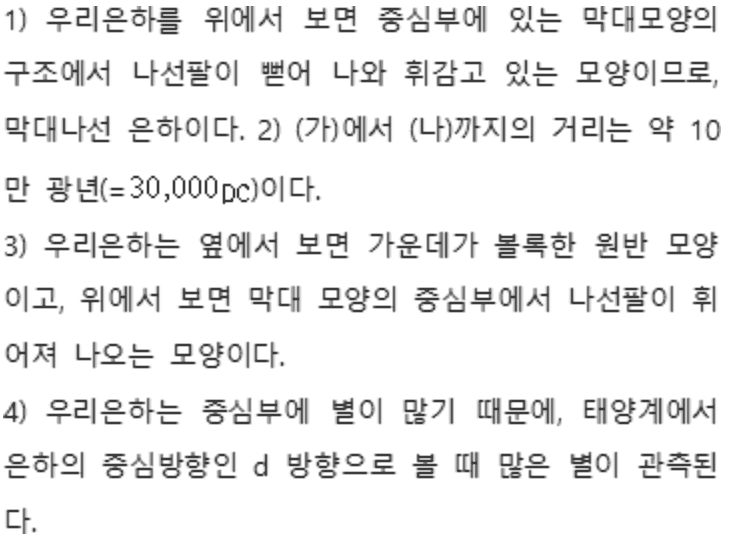 1) 우리은하를 위에서 보면 중심부에 있는 막대모양의
구조에서 나선팔이 뻗어 나와 휘감고 있는 모양이므로,
막대나선 은하이다. 2) (가)에서 (나)까지의 거리는 약 10
만 광년(=30,000pc)이다.
3) 우리은하는 옆에서 보면 가운데가 볼록한 원반 모양
이고, 위에서 보면 막대 모양의 중심부에서 나선팔이 휘
어져 나오는 모양이다.
4) 우리은하는 중심부에 별이 많기 때문에, 태양계에서
은하의 중심방향인 d 방향으로 볼 때 많은 별이 관측된
다.